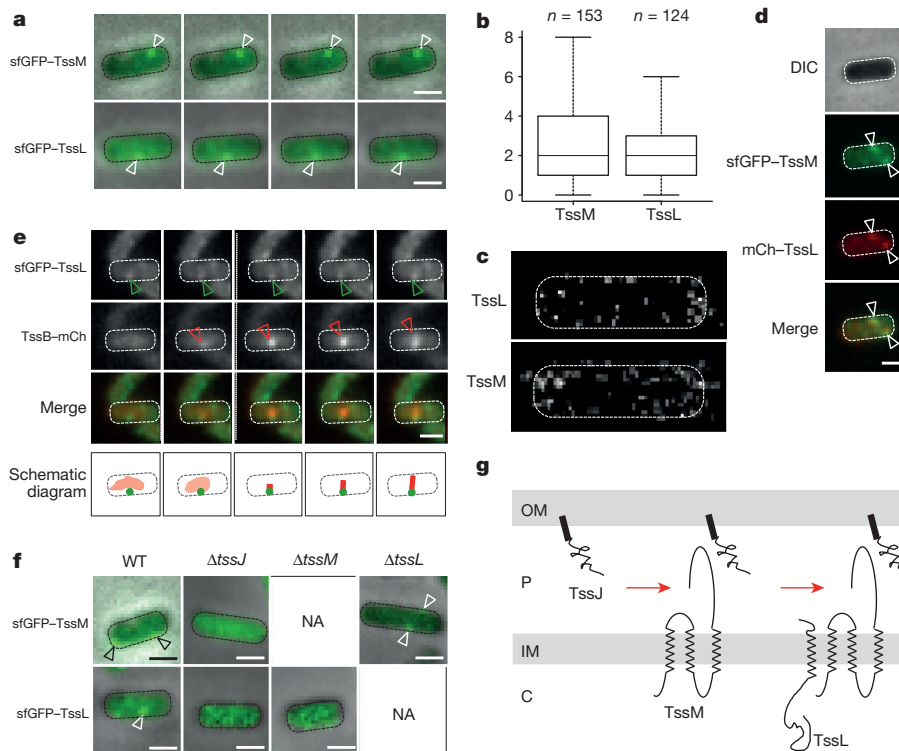 a
sfGFP–TssM
sfGFP–TssL
b
n = 153 n = 124
8
6
4
2
0
TssM TssL
c
TssL
TssM
d
DIC
sfGFP–TssM
mCh–TssL
Merge
e
sfGFP–TssL
TssB–mCh
Merge
Schematic
diagram
f
WT ΔtssJ ΔtssM ΔtssL
sfGFP–TssM
NA
sfGFP–TssL
NA
g
OM
P
TssJ
IM
C
TssM
TssL